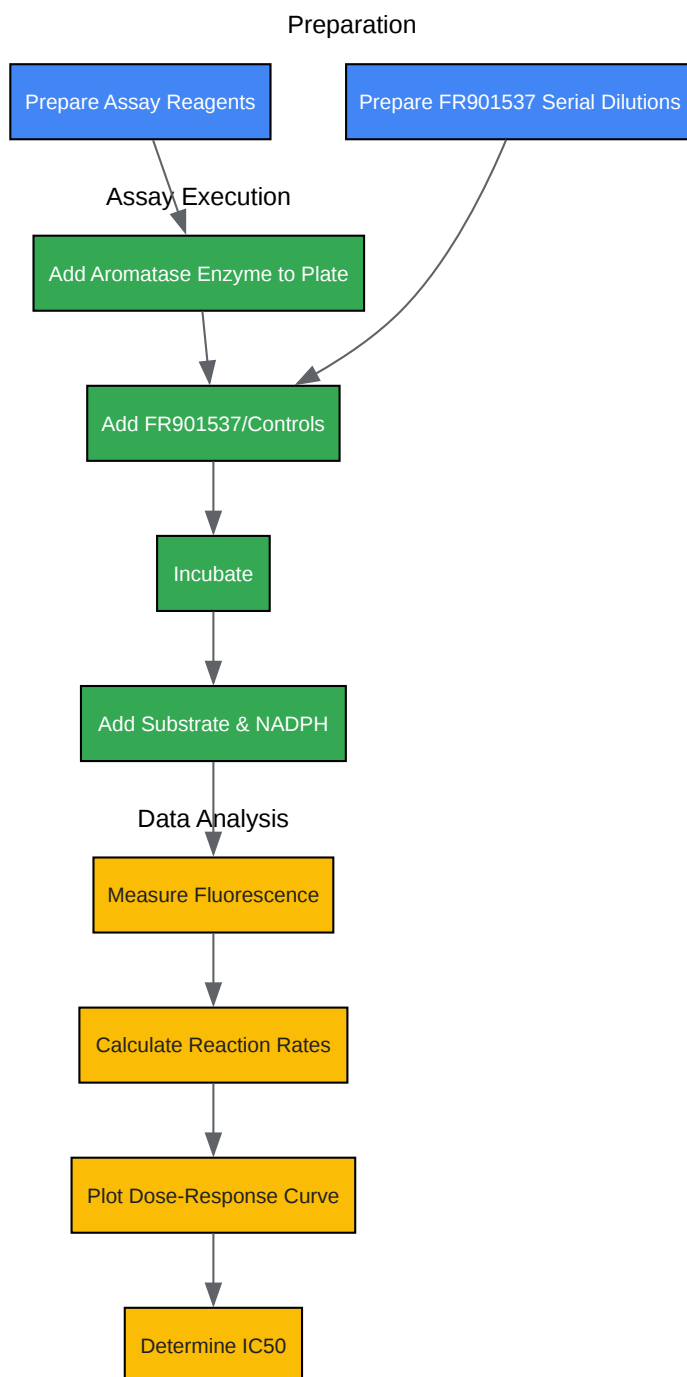 Preparation
Prepare Assay Reagents
Prepare FR901537 Serial Dilutions
Assay Execution
Add Aromatase Enzyme to Plate
Add FR901537/Controls
Incubate
Add Substrate & NADPH
Data Analysis
Measure Fluorescence
Calculate Reaction Rates
Plot Dose-Response Curve
Determine IC50